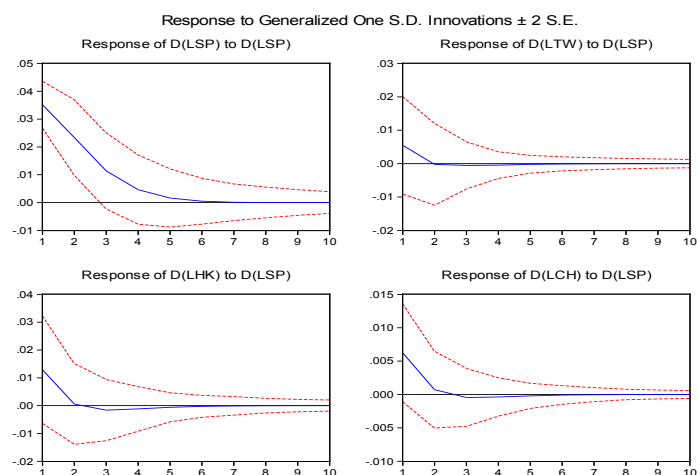 Response to Generalized One S.D. Innovations ± 2 S.E.
Response of D(LSP) to D(LSP)
.05
.04
.03
.02
.01
.00
-.01
1 2 3 4 5 6 7 8 9 10
Response of D(LTW) to D(LSP)
.03
.02
.01
.00
-.01
-.02
1 2 3 4 5 6 7 8 9 10
Response of D(LHK) to D(LSP)
.04
.03
.02
.01
.00
-.01
-.02
1 2 3 4 5 6 7 8 9 10
Response of D(LCH) to D(LSP)
.015
.010
.005
.000
-.005
-.010
1 2 3 4 5 6 7 8 9 10